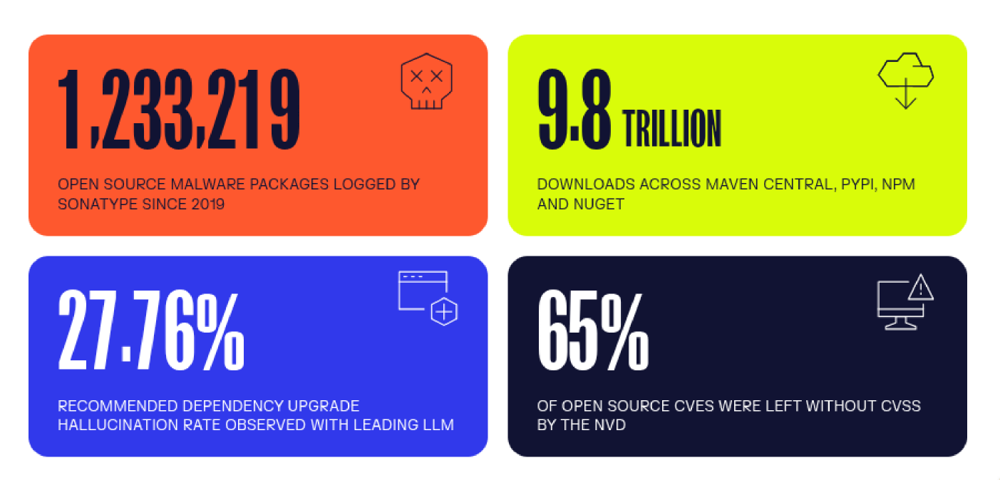 1,233,219
OPEN SOURCE MALWARE PACKAGES LOGGED BY
SONATYPE SINCE 2019
9.8 TRILLION
DOWNLOADS ACROSS MAVEN CENTRAL, PYPI, NPM
AND NUGET
27.76%
RECOMMENDED DEPENDENCY UPGRADE
HALLUCINATION RATE OBSERVED WITH LEADING LLM
65%
OF OPEN SOURCE CVES WERE LEFT WITHOUT CVSS
BY THE NVD